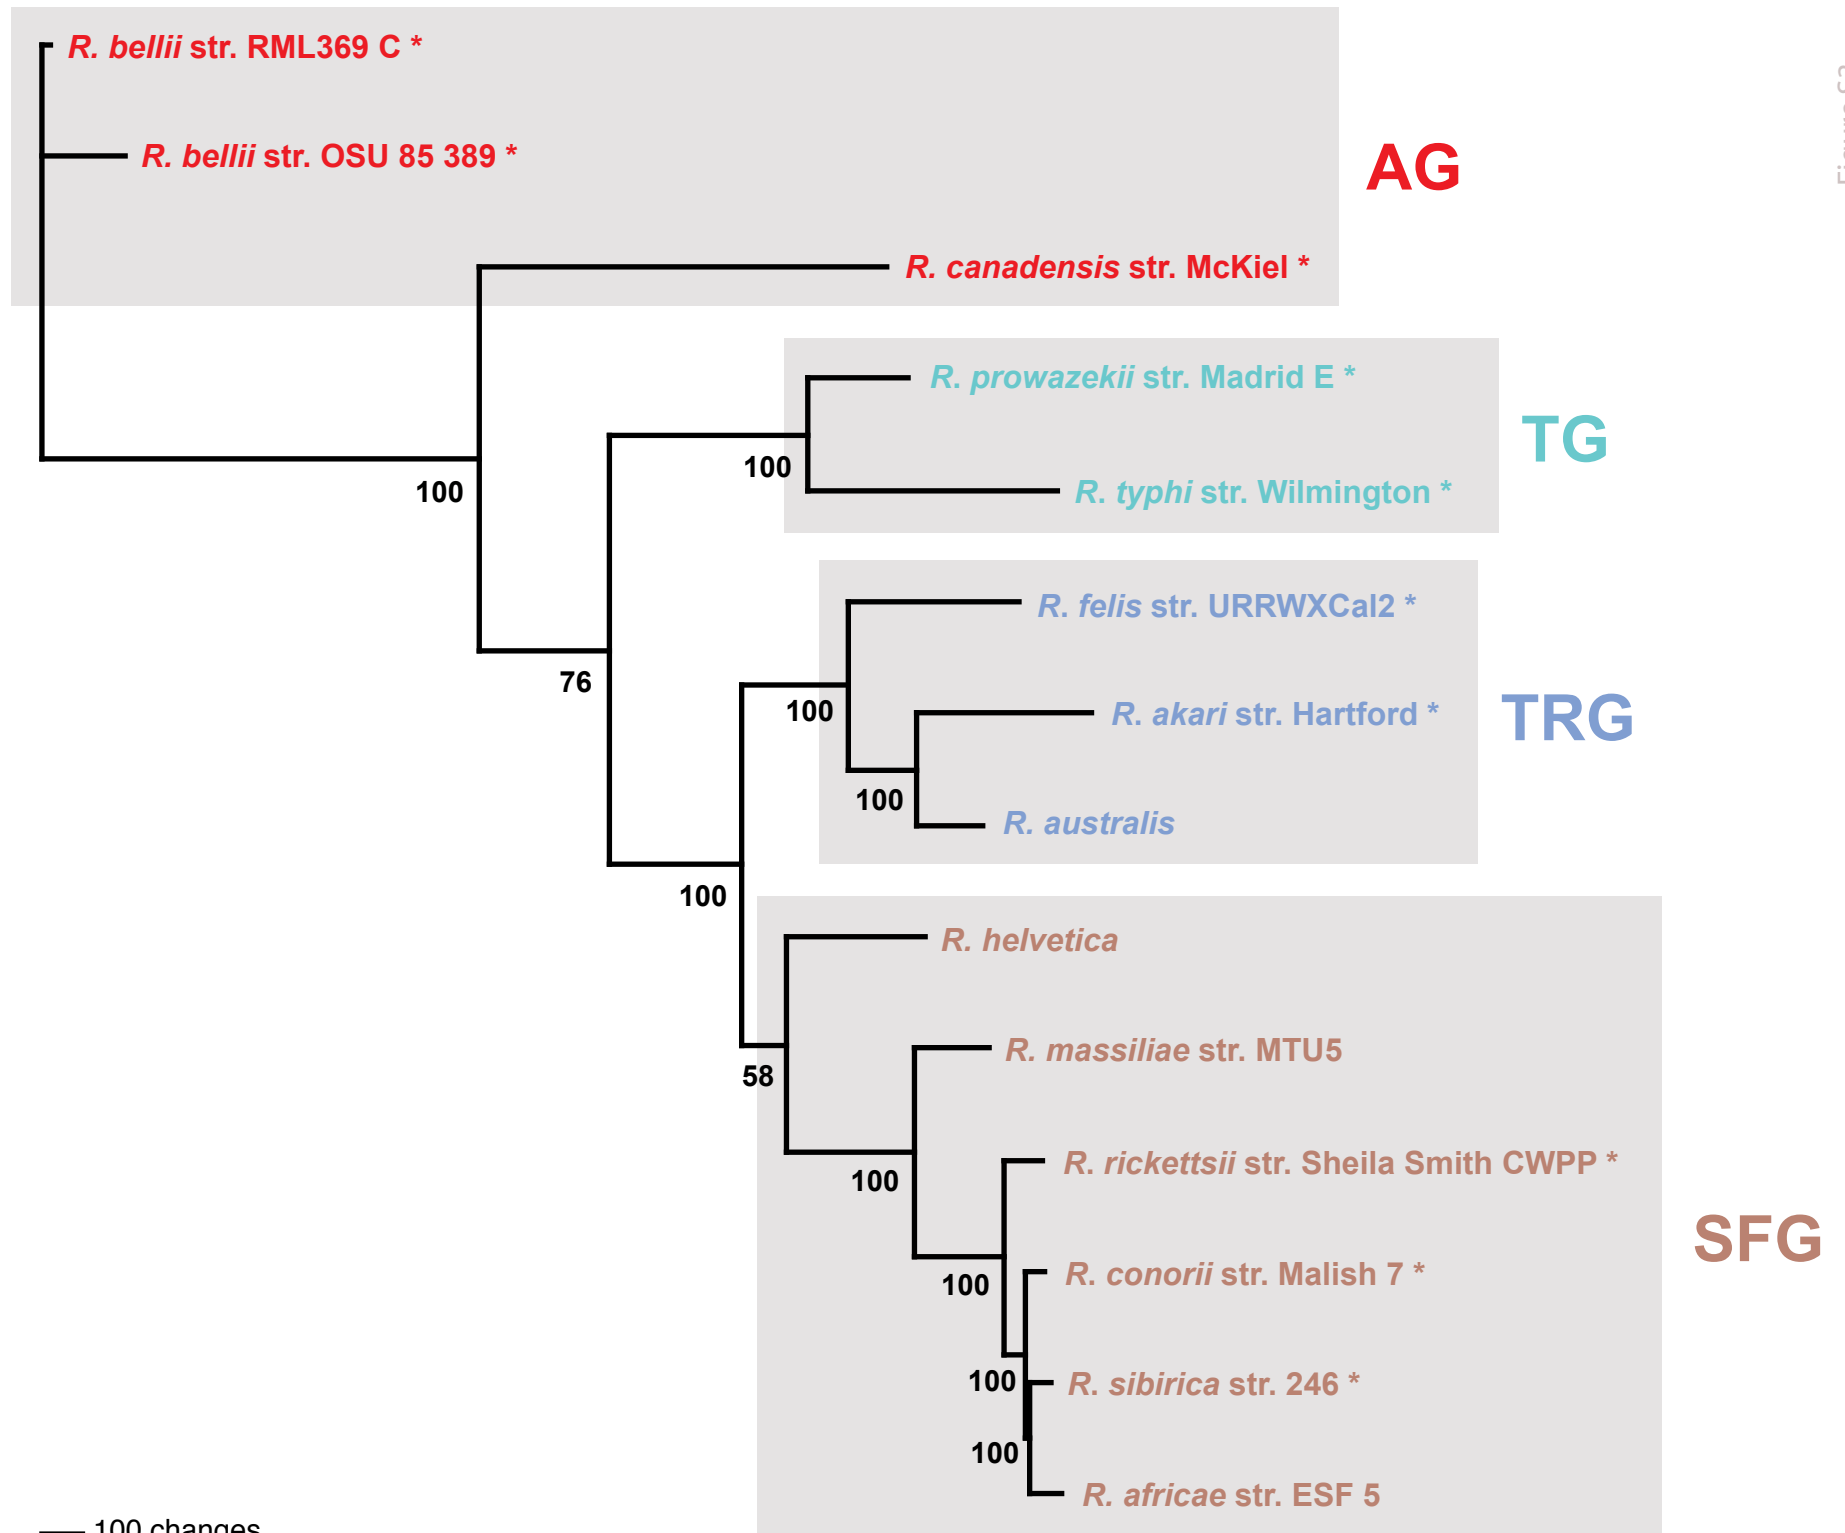 R. bellii str. RML369 C *
R. bellii str. OSU 85 389 *
AG
R. canadensis str. McKiel *
R. prowazekii str. Madrid E *
TG
100
100
R. typhi str. Wilmington *
R. felis str. URRWXCal2 *
76
100
R. akari str. Hartford *
TRG
100
R. australis
100
R. helvetica
58
R. massiliae str. MTU5
100
R. rickettsii str. Sheila Smith CWPP *
SFG
100
R. conorii str. Malish 7 *
100
R. sibirica str. 246 *
100
R. africae str. ESF 5
100 changes